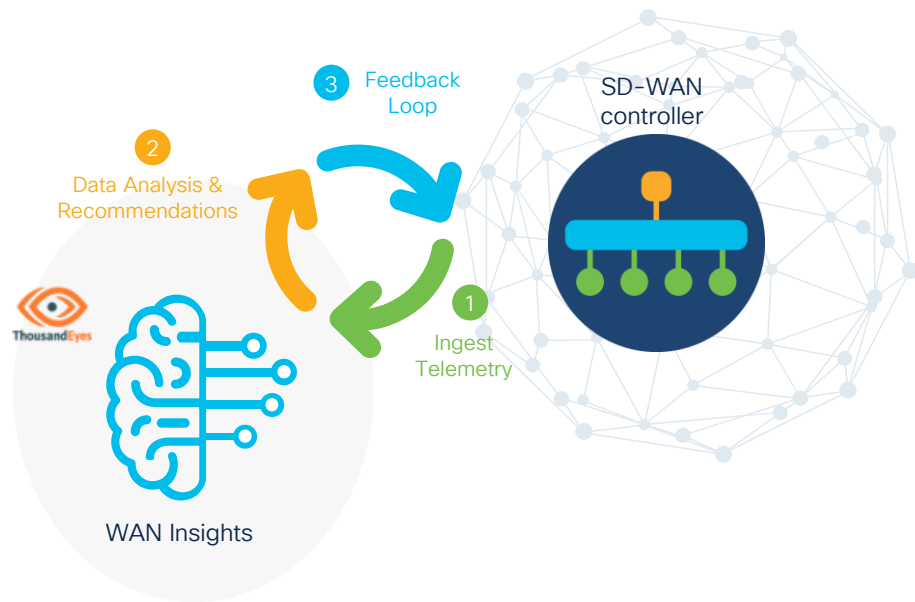 3
Feedback
Loop
SD-WAN
controller
2
Data Analysis &
Recommendations
1
Ingest
Telemetry
ThousandEyes
WAN Insights